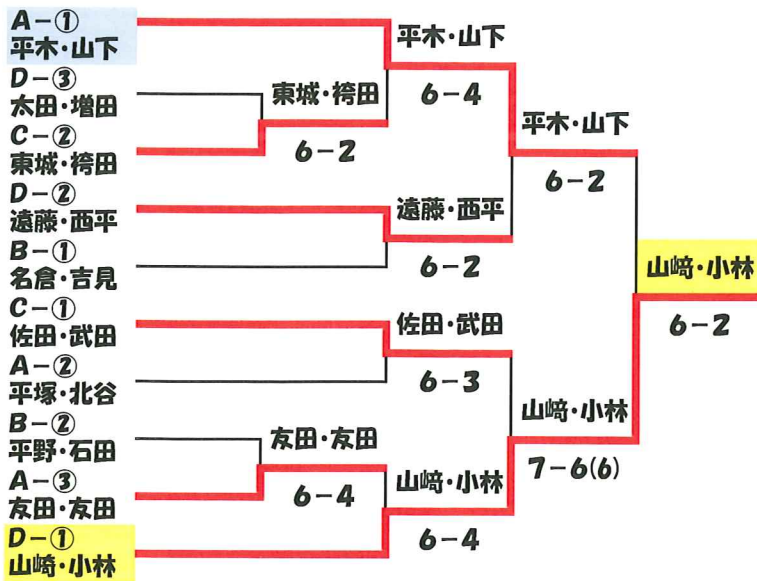 A-①
平木・山下
D-③
太田・増田
C-②
東城・袴田
D-②
遠藤・西平
B-①
名倉・吉見
C-①
佐田・武田
A-②
平塚・北谷
B-②
平野・石田
A-③
友田・友田
D-①
山﨑・小林
東城・袴田
6-2
友田・友田
6-4
平木・山下
6-4
遠藤・西平
6-2
佐田・武田
6-3
山﨑・小林
6-4
平木・山下
6-2
山﨑・小林
7-6(6)
山﨑・小林
6-2